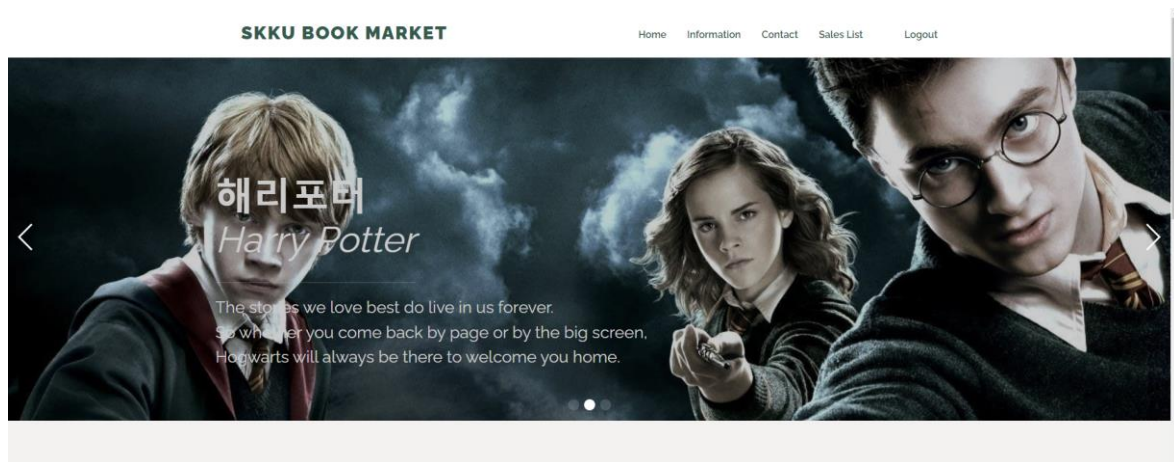 SKKU BOOK MARKET
Home Information Contact Sales List Logout
해리포터
Harry Potter
The stories we love best do live in us forever.
So whether you come back by page or by the big screen,
Hogwarts will always be there to welcome you home.